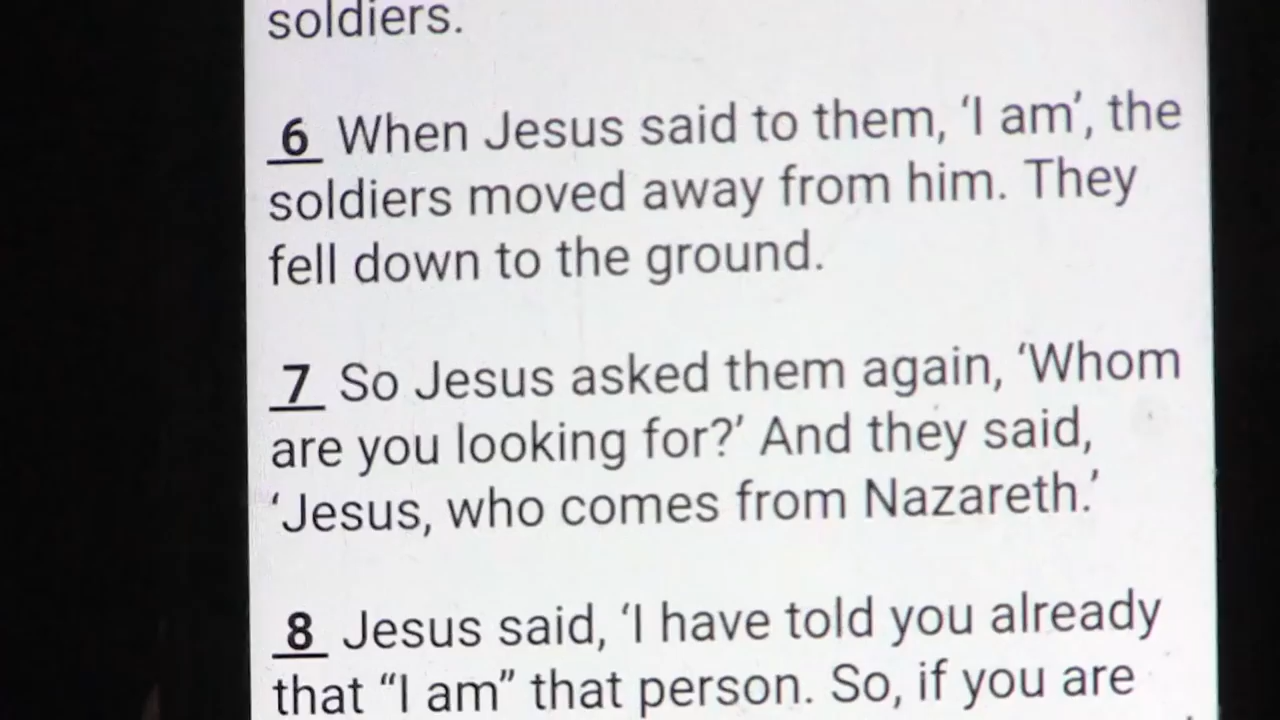 soldiers.
6 When Jesus said to them, ‘I am’, the
soldiers moved away from him. They
fell down to the ground.
7 So Jesus asked them again, ‘Whom
are you looking for?’ And they said,
‘Jesus, who comes from Nazareth.’
8 Jesus said, ‘I have told you already
that “I am” that person. So, if you are